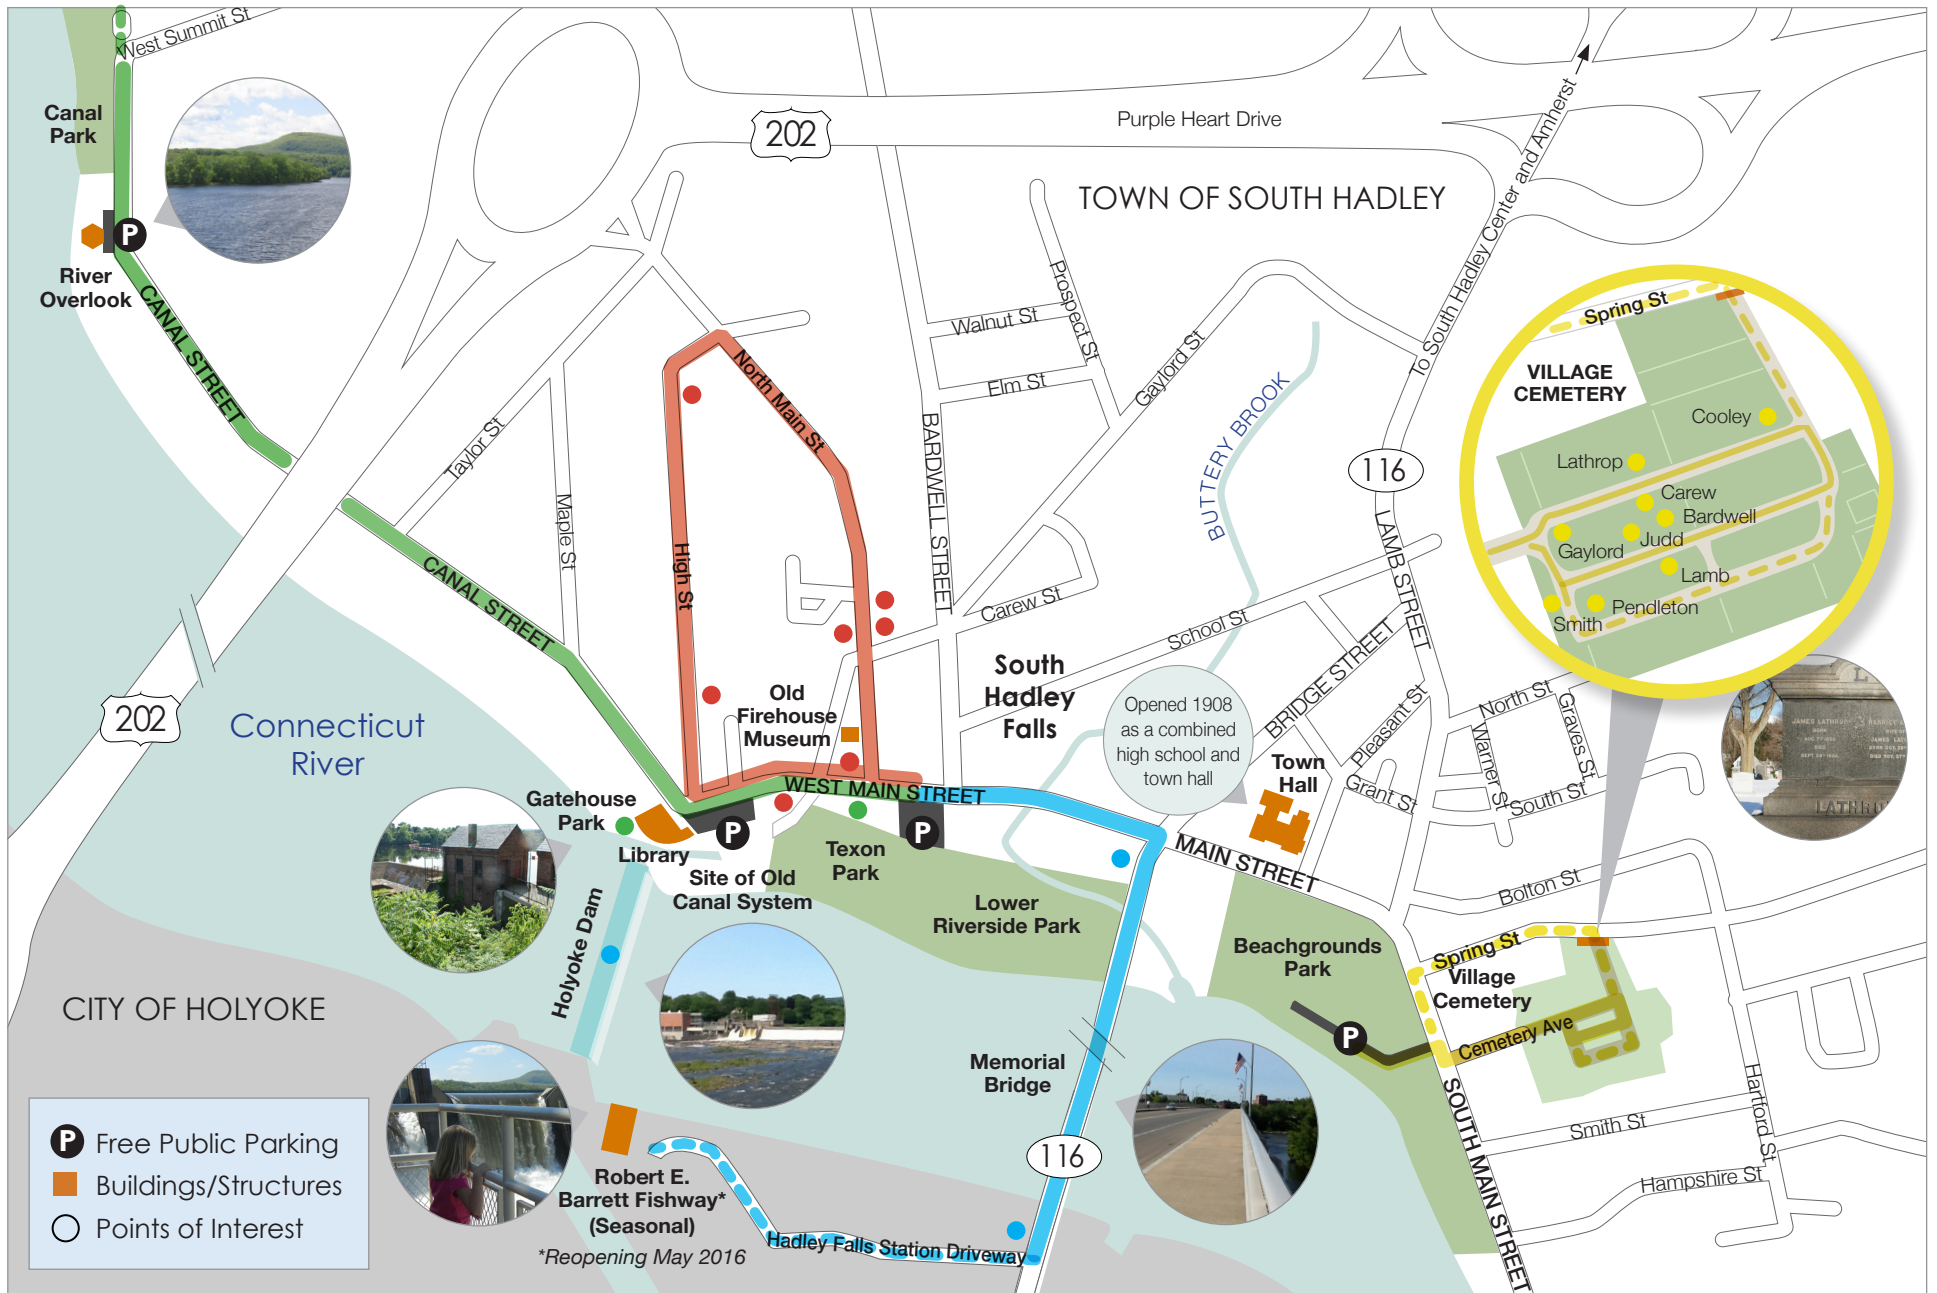 West Summit St
Canal
Park
202
Purple Heart Drive
TOWN OF SOUTH HADLEY
To South Hadley Center and Amherst
P
River
Overlook
CANAL STREET
Prospect St
Walnut St
Elm St
Gaylord St
BUTTERY BROOK
North Main St
Taylor St
Maple St
High St
BARDWELL STREET
116
LAMB STREET
Spring St
VILLAGE
CEMETERY
Cooley
Lathrop
Carew
Bardwell
Judd
Gaylord
Lamb
Pendleton
Smith
CANAL STREET
Carew St
School St
202
Connecticut
River
Old
Firehouse
Museum
South
Hadley
Falls
Opened 1908
as a combined
high school and
town hall
BRIDGE STREET
Pleasant St
Town
Hall
Grant St
North St
Graves St
Warner St
South St
JAMES LATHROP
LATHROP
WEST MAIN STREET
Gatehouse
Park
Library
P
P
Texon
Park
Site of Old
Canal System
MAIN STREET
Lower
Riverside Park
Bolton St
Beachgrounds
Park
Spring St
Village
Cemetery
Cemetery Ave
P
Holyoke Dam
CITY OF HOLYOKE
Memorial
Bridge
116
SOUTH MAIN STREET
Hartford St
Smith St
Hampshire St
P Free Public Parking
Buildings/Structures
Points of Interest
Robert E.
Barrett Fishway*
(Seasonal)
*Reopening May 2016
Hadley Falls Station Driveway